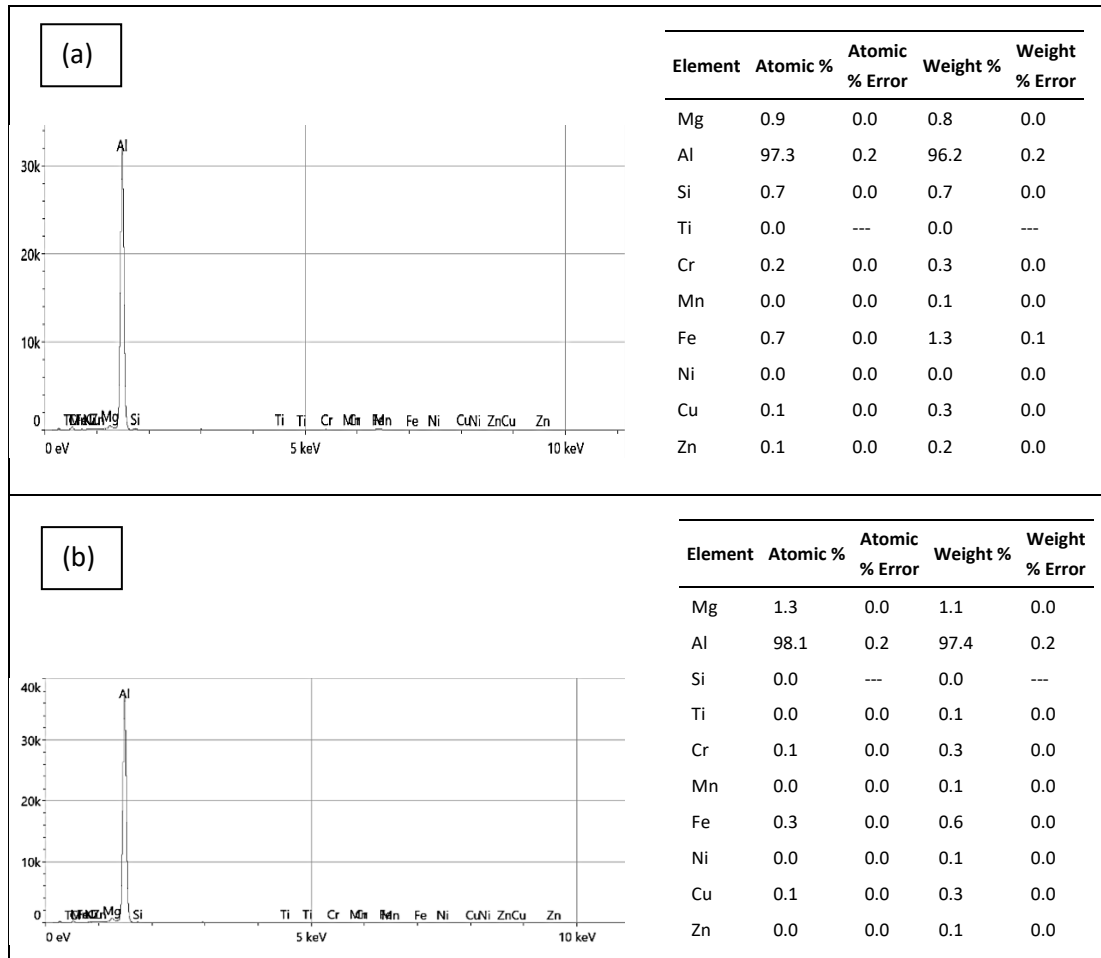 (a)
Element Atomic % Atomic % Error Weight % Weight % Error
Mg 0.9 0.0 0.8 0.0
Al 97.3 0.2 96.2 0.2
Si 0.7 0.0 0.7 0.0
Ti 0.0 --- 0.0 ---
Cr 0.2 0.0 0.3 0.0
Mn 0.0 0.0 0.1 0.0
Fe 0.7 0.0 1.3 0.1
Ni 0.0 0.0 0.0 0.0
Cu 0.1 0.0 0.3 0.0
Zn 0.1 0.0 0.2 0.0
Al
30k
20k
10k
0 Mg Si Ti Ti Cr Fe Ni Cu Ni Zn Cu Zn
0 eV 5 keV 10 keV
(b)
Element Atomic % Atomic % Error Weight % Weight % Error
Mg 1.3 0.0 1.1 0.0
Al 98.1 0.2 97.4 0.2
Si 0.0 --- 0.0 ---
Ti 0.0 0.0 0.1 0.0
Cr 0.1 0.0 0.3 0.0
Mn 0.0 0.0 0.1 0.0
Fe 0.3 0.0 0.6 0.0
Ni 0.0 0.0 0.1 0.0
Cu 0.1 0.0 0.3 0.0
Zn 0.0 0.0 0.1 0.0
40k
Al
30k
20k
10k
0 Mg Si Ti Ti Cr Mn Fe Ni Cu Ni Zn Cu Zn
0 eV 5 keV 10 keV